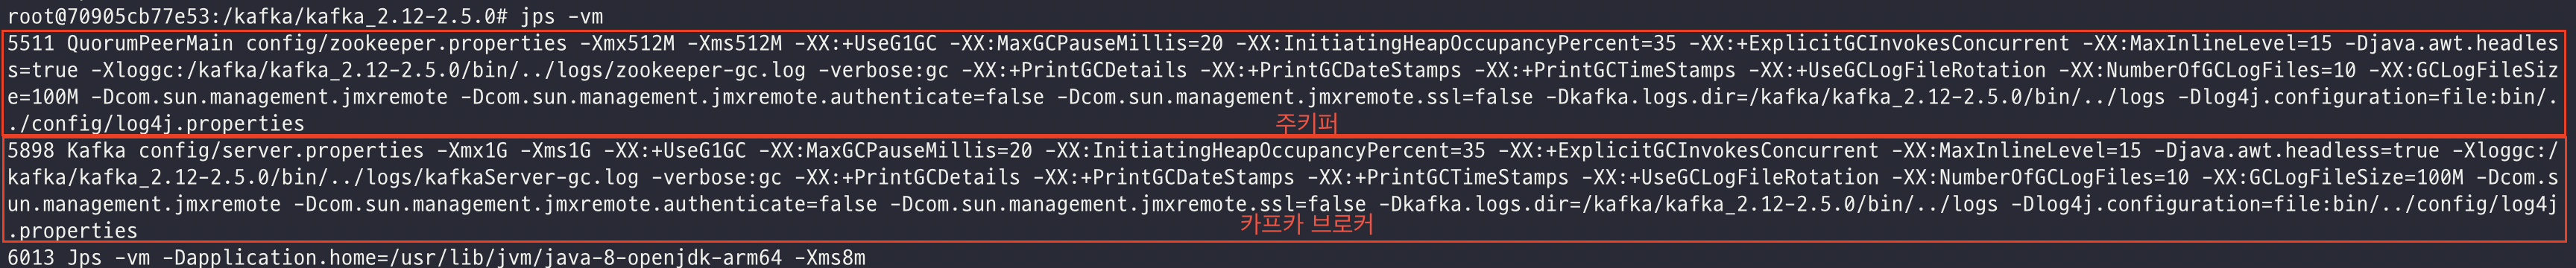 root@70905cb77e53:/kafka/kafka_2.12-2.5.0# jps -vm
5511 QuorumPeerMain config/zookeeper.properties -Xmx512M -Xms512M -XX:+UseG1GC -XX:MaxGCPauseMillis=20 -XX:InitiatingHeapOccupancyPercent=35 -XX:+ExplicitGCInvokesConcurrent -XX:MaxInlineLevel=15 -Djava.awt.headles
s=true -Xloggc:/kafka/kafka_2.12-2.5.0/bin/../logs/zookeeper-gc.log -verbose:gc -XX:+PrintGCDetails -XX:+PrintGCDateStamps -XX:+PrintGCTimeStamps -XX:+UseGCLogFileRotation -XX:NumberOfGCLogFiles=10 -XX:GCLogFileSiz
e=100M -Dcom.sun.management.jmxremote -Dcom.sun.management.jmxremote.authenticate=false -Dcom.sun.management.jmxremote.ssl=false -Dkafka.logs.dir=/kafka/kafka_2.12-2.5.0/bin/../logs -Dlog4j.configuration=file:bin/.
./config/log4j.properties
주키퍼
5898 Kafka config/server.properties -Xmx1G -Xms1G -XX:+UseG1GC -XX:MaxGCPauseMillis=20 -XX:InitiatingHeapOccupancyPercent=35 -XX:+ExplicitGCInvokesConcurrent -XX:MaxInlineLevel=15 -Djava.awt.headless=true -Xloggc:/
kafka/kafka_2.12-2.5.0/bin/../logs/kafkaServer-gc.log -verbose:gc -XX:+PrintGCDetails -XX:+PrintGCDateStamps -XX:+PrintGCTimeStamps -XX:+UseGCLogFileRotation -XX:NumberOfGCLogFiles=10 -XX:GCLogFileSize=100M -Dcom.s
un.management.jmxremote -Dcom.sun.management.jmxremote.authenticate=false -Dcom.sun.management.jmxremote.ssl=false -Dkafka.logs.dir=/kafka/kafka_2.12-2.5.0/bin/../logs -Dlog4j.configuration=file:bin/../config/log4j
.properties
카프카 브로커
6013 Jps -vm -Dapplication.home=/usr/lib/jvm/java-8-openjdk-arm64 -Xms8m